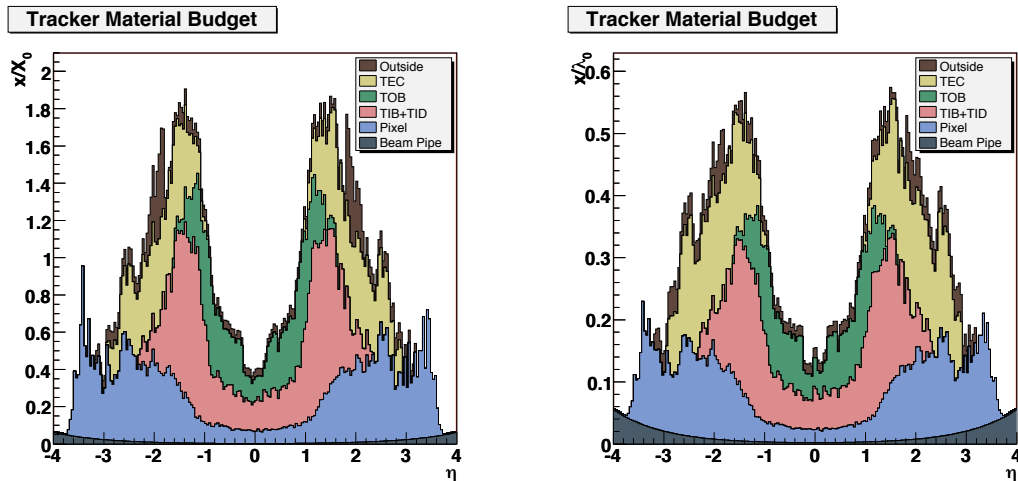 Tracker Material Budget
x/X0
2
1.8
1.6
1.4
1.2
1
0.8
0.6
0.4
0.2
0
Outside
TEC
TOB
TIB+TID
Pixel
Beam Pipe
-4 -3 -2 -1 0 1 2 3 4
η
Tracker Material Budget
x/λ0
0.6
0.5
0.4
0.3
0.2
0.1
0
Outside
TEC
TOB
TIB+TID
Pixel
Beam Pipe
-4 -3 -2 -1 0 1 2 3 4
η